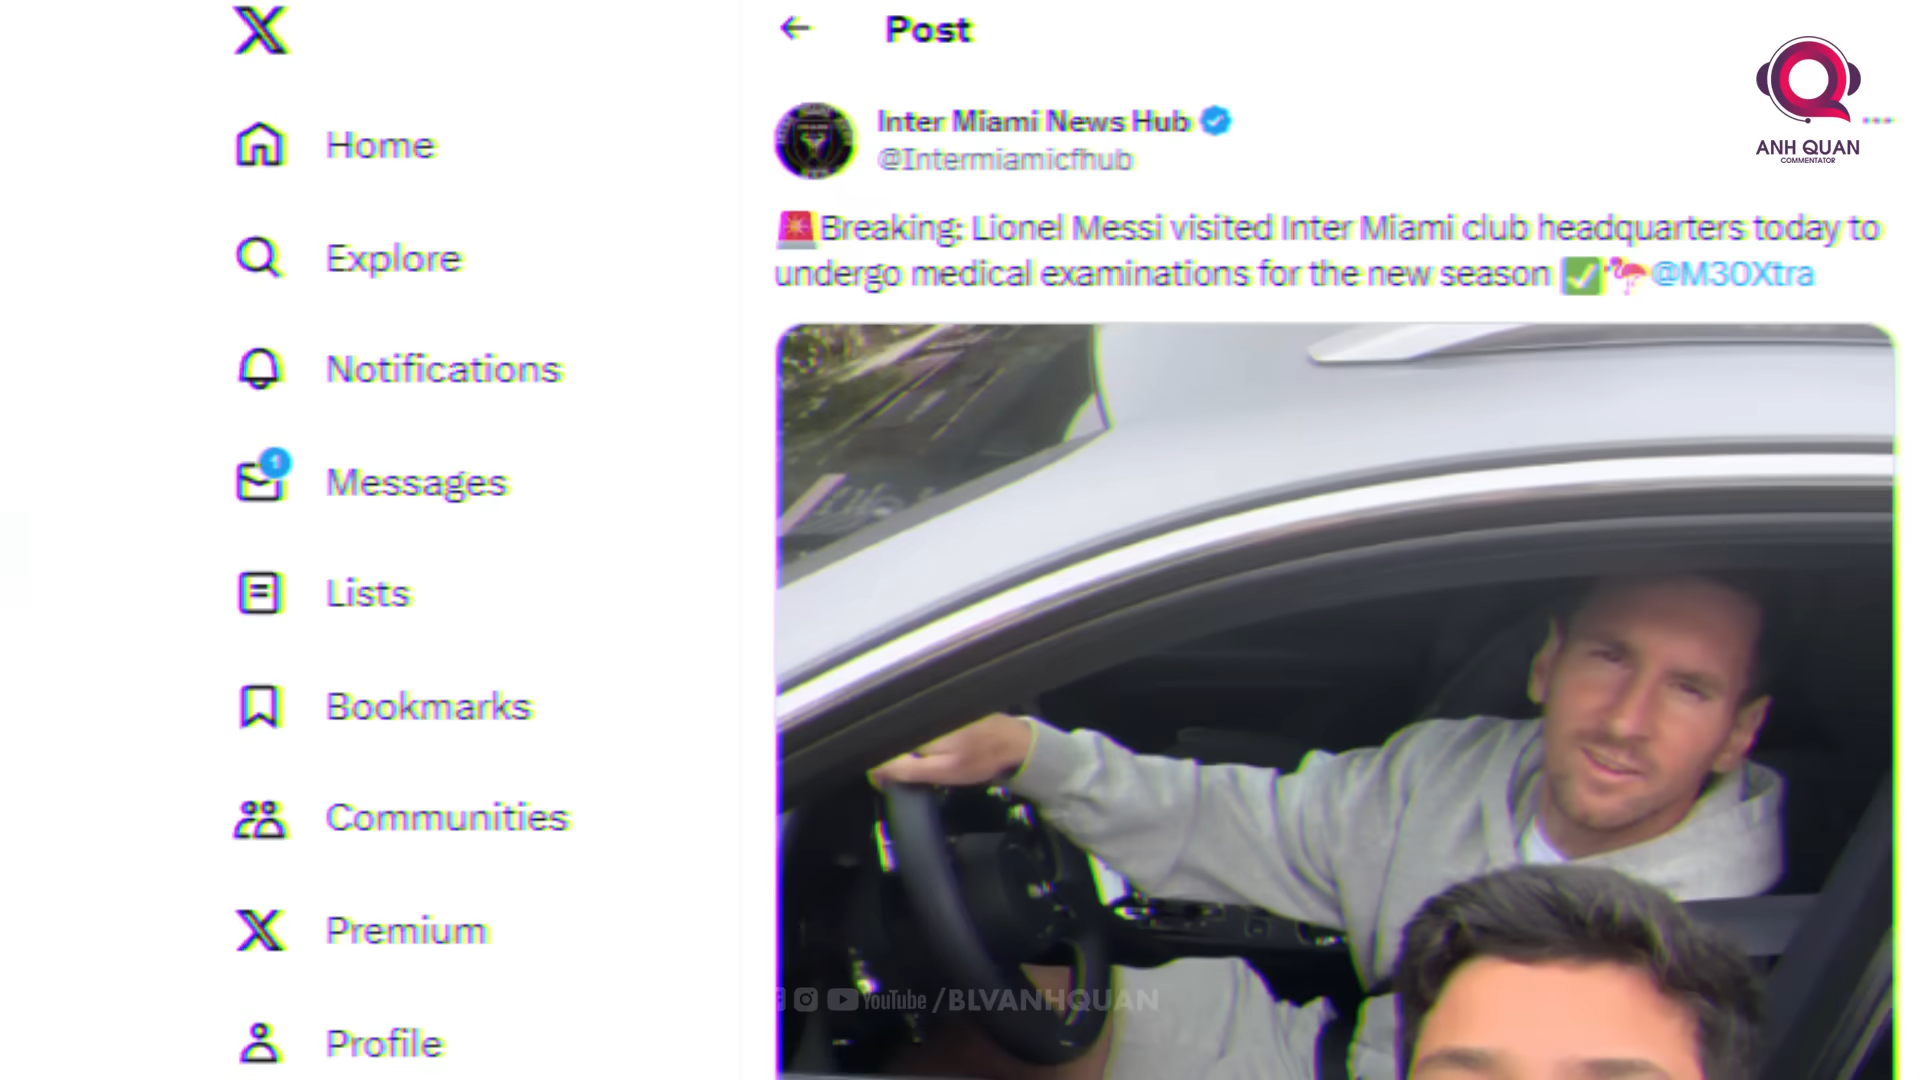 Post
ANH QUAN
COMMENTATOR
Home
Explore
Notifications
1
Messages
Lists
Bookmarks
Communities
Premium
Profile
Inter Miami News Hub
@Intermiamicfhub
Breaking: Lionel Messi visited Inter Miami club headquarters today to
undergo medical examinations for the new season @M30Xtra
YouTube /BLVANHQUAN